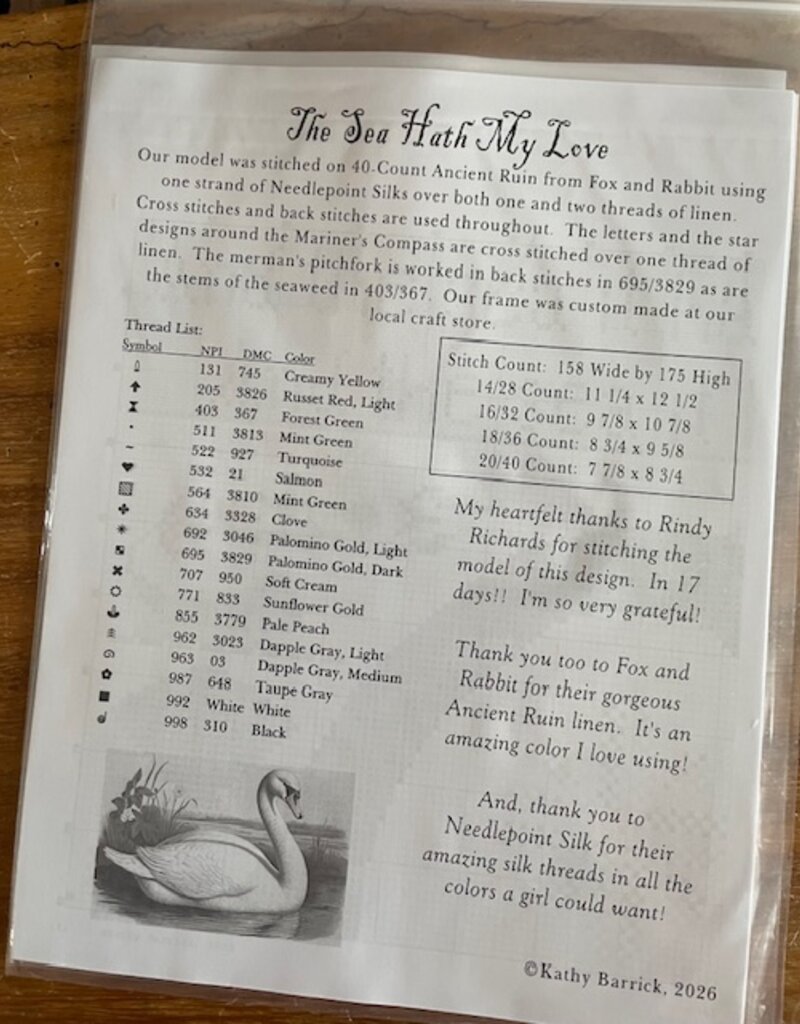 The Sea Hath My Love
Our model was stitched on 40-Count Ancient Ruin from Fox and Rabbit using
one strand of Needlepoint Silks over both one and two threads of linen.
Cross stitches and back stitches are used throughout. The letters and the star
designs around the Mariner's Compass are cross stitched over one thread of
linen. The merman's pitchfork is worked in back stitches in 695/3829 as are
the stems of the seaweed in 403/367. Our frame was custom made at our
local craft store.
Thread List:
Symbol NPI DMC Color
131 745 Creamy Yellow
205 3826 Russet Red, Light
403 367 Forest Green
511 3813 Mint Green
522 927 Turquoise
532 21 Salmon
564 3810 Mint Green
634 3328 Clove
692 3046 Palomino Gold, Light
695 3829 Palomino Gold, Dark
707 950 Soft Cream
771 833 Sunflower Gold
855 3779 Pale Peach
962 3023 Dapple Gray, Light
963 03 Dapple Gray, Medium
987 648 Taupe Gray
992 White White
998 310 Black
Stitch Count: 158 Wide by 175 High
14/28 Count: 11 1/4 x 12 1/2
16/32 Count: 9 7/8 x 10 7/8
18/36 Count: 8 3/4 x 9 5/8
20/40 Count: 7 7/8 x 8 3/4
My heartfelt thanks to Rindy
Richards for stitching the
model of this design. In 17
days!! I'm so very grateful!
Thank you too to Fox and
Rabbit for their gorgeous
Ancient Ruin linen. It's an
amazing color I love using!
And, thank you to
Needlepoint Silk for their
amazing silk threads in all the
colors a girl could want!
©Kathy Barrick, 2026